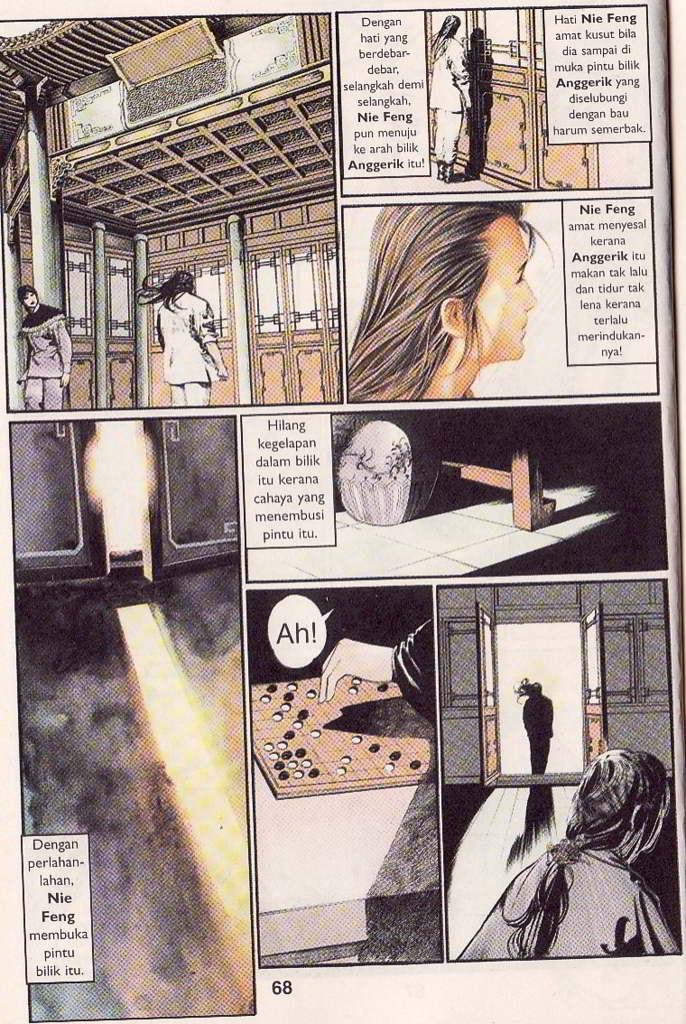 Dengan
hati yang
berdebar-
debar,
selangkah demi
selangkah,
Nie Feng
pun menuju
ke arah bilik
Anggerik itu!
Hati Nie Feng
amat kusut bila
dia sampai di
muka pintu bilik
Anggerik yang
diselubungi
dengan bau
harum semerbak.
Nie Feng
amat menyesal
kerana
Anggerik itu
makan tak lalu
dan tidur tak
lena kerana
terlalu
merindukan-
nya!
Dengan
perlahan-
lahan,
Nie
Feng
membuka
pintu
bilik itu.
Hilang
kegelapan
dalam bilik
itu kerana
cahaya yang
menembusi
pintu itu.
Ah!
68